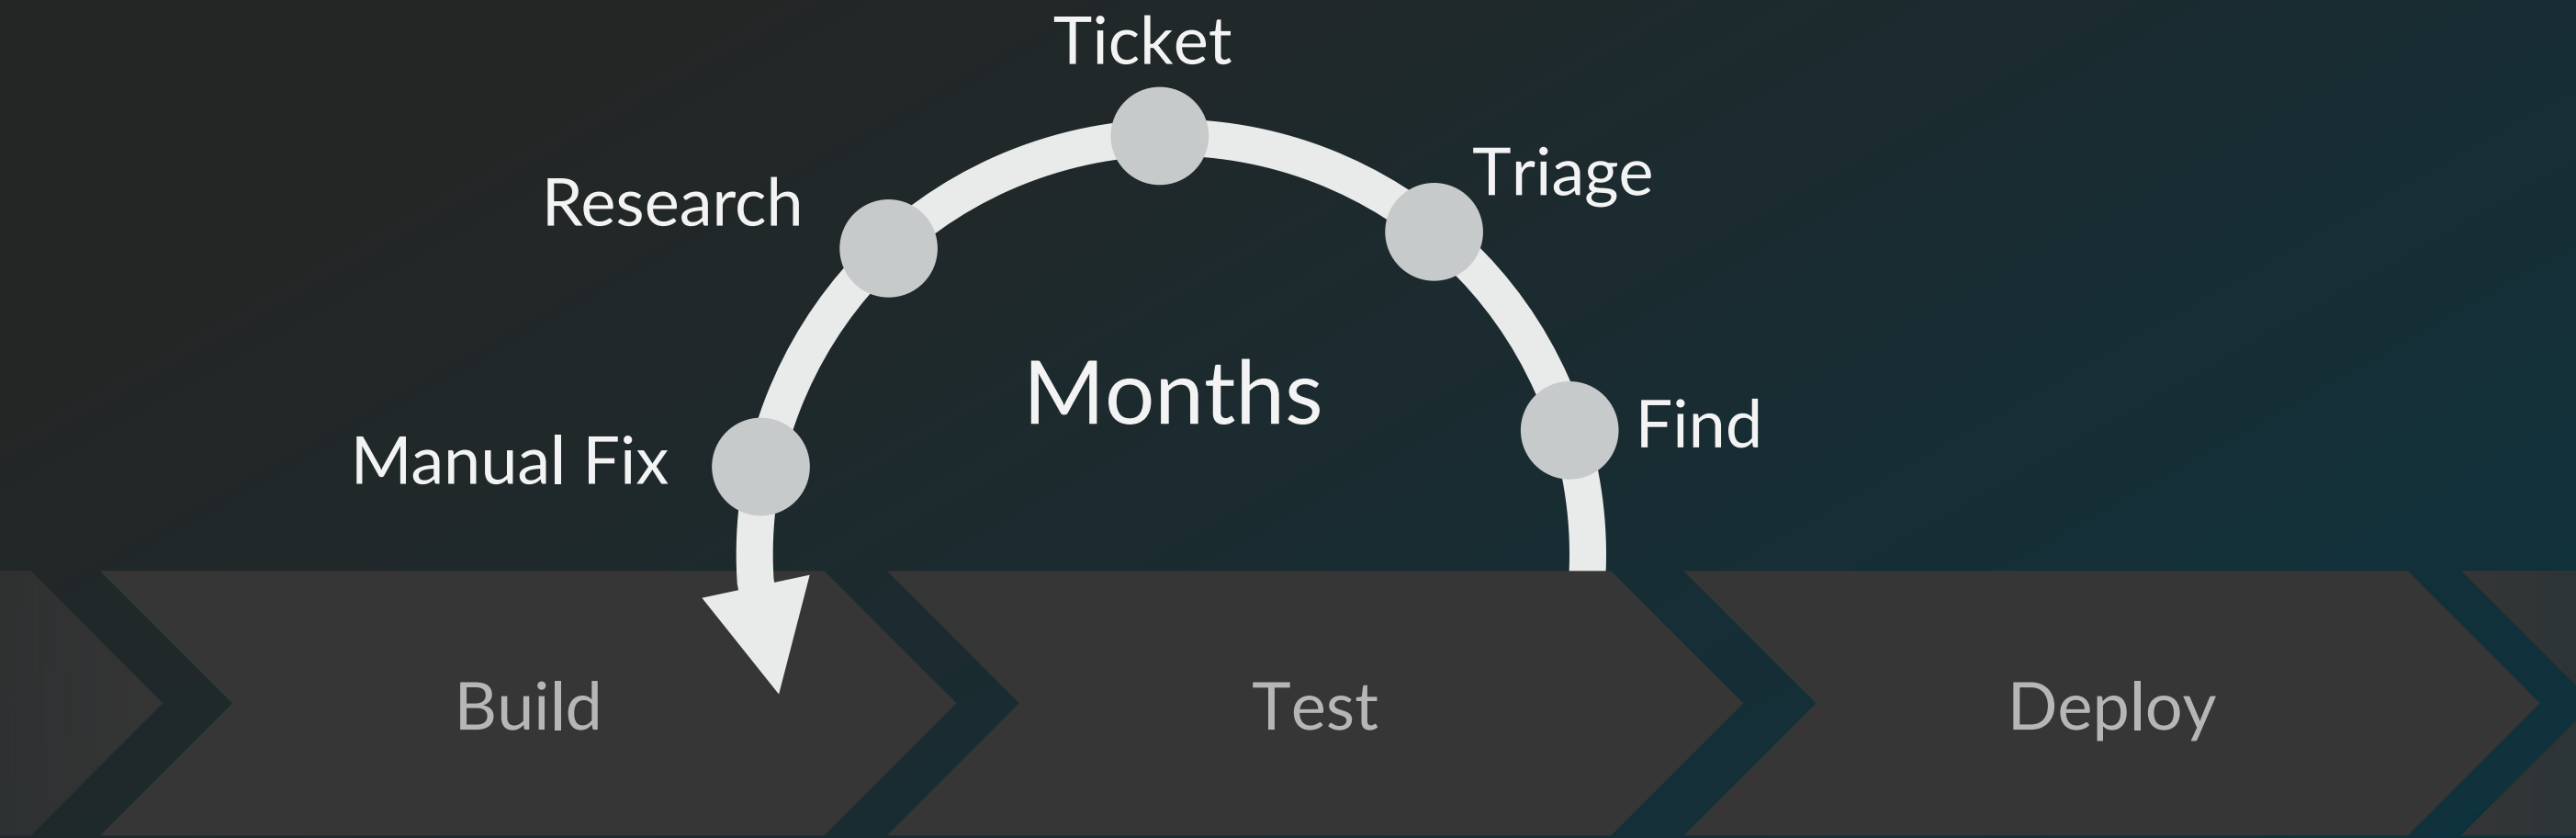 Ticket
Triage
Research
Months
Find
Manual Fix
Build
Test
Deploy